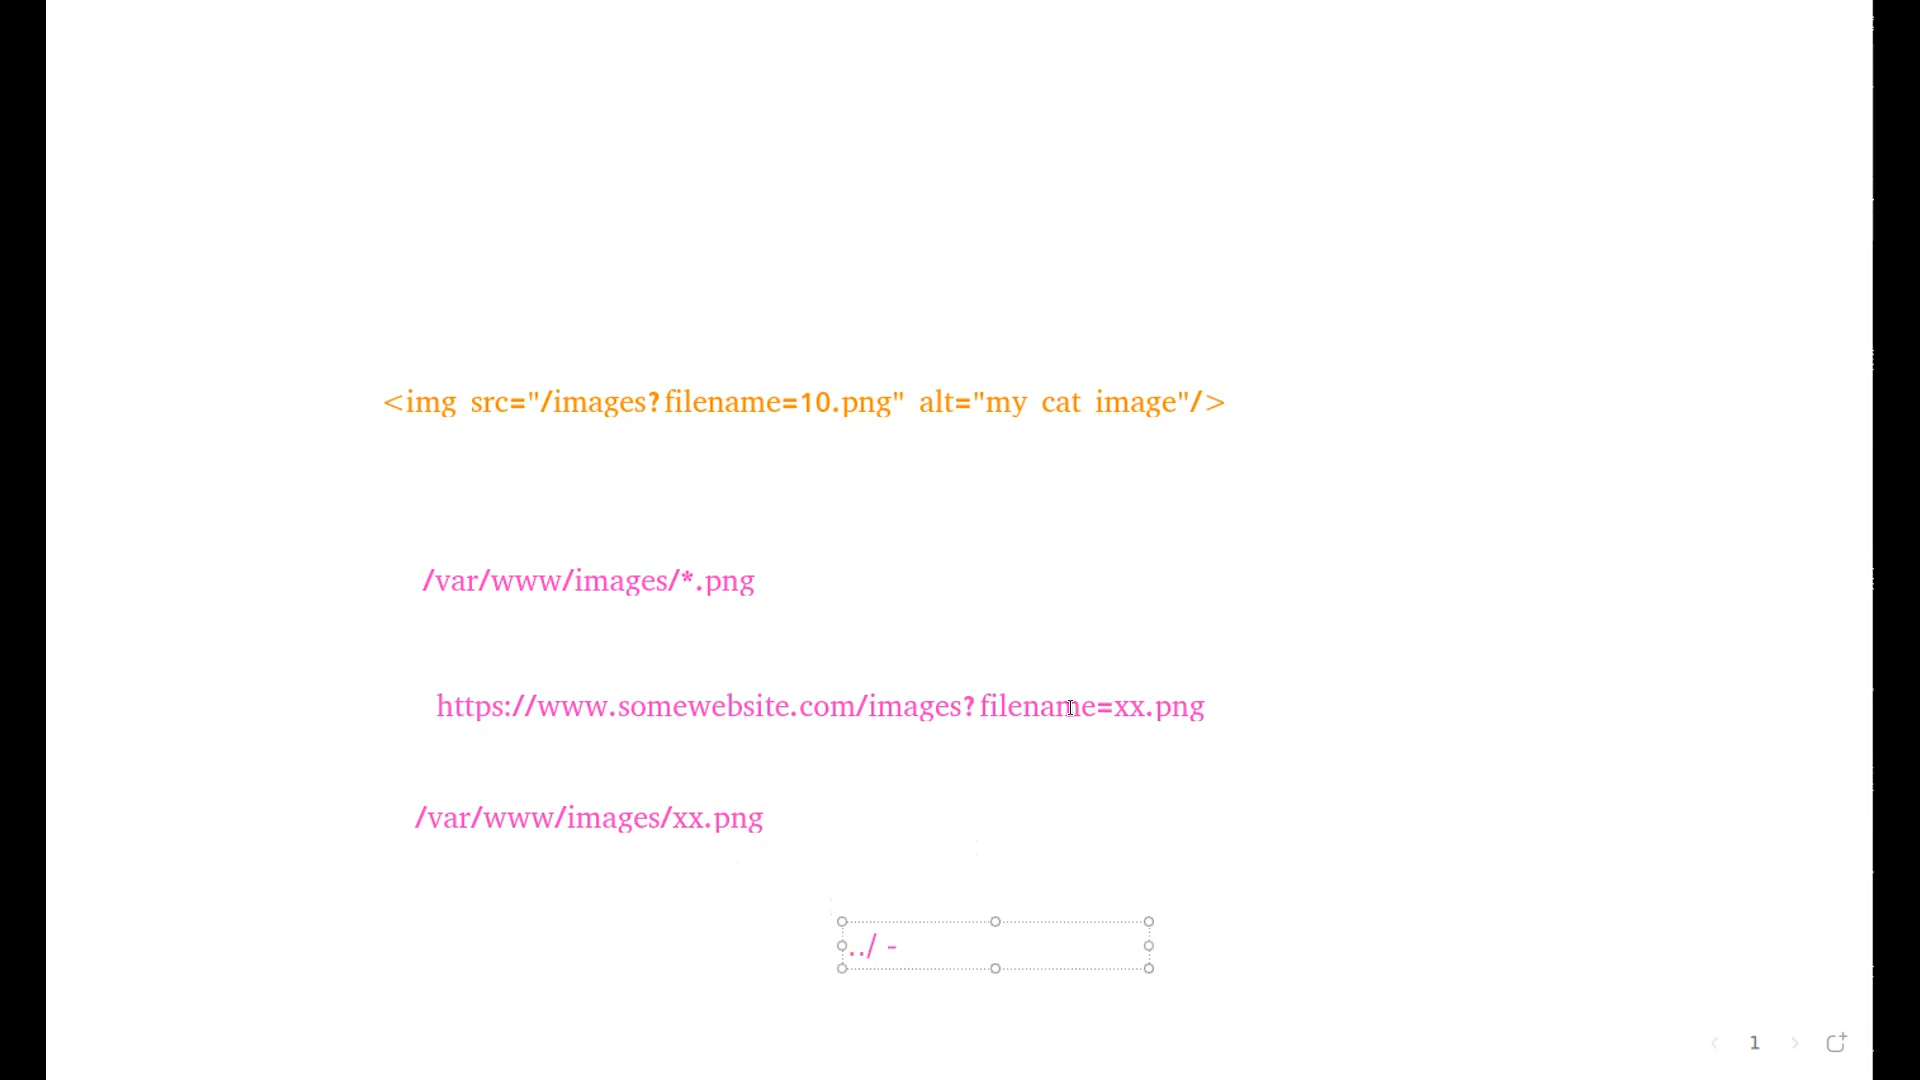 <img src="/images?filename=10.png" alt="my cat image"/>
/var/www/images/*.png
https://www.somewebsite.com/images?filename=xx.png
/var/www/images/xx.png
../ -
1